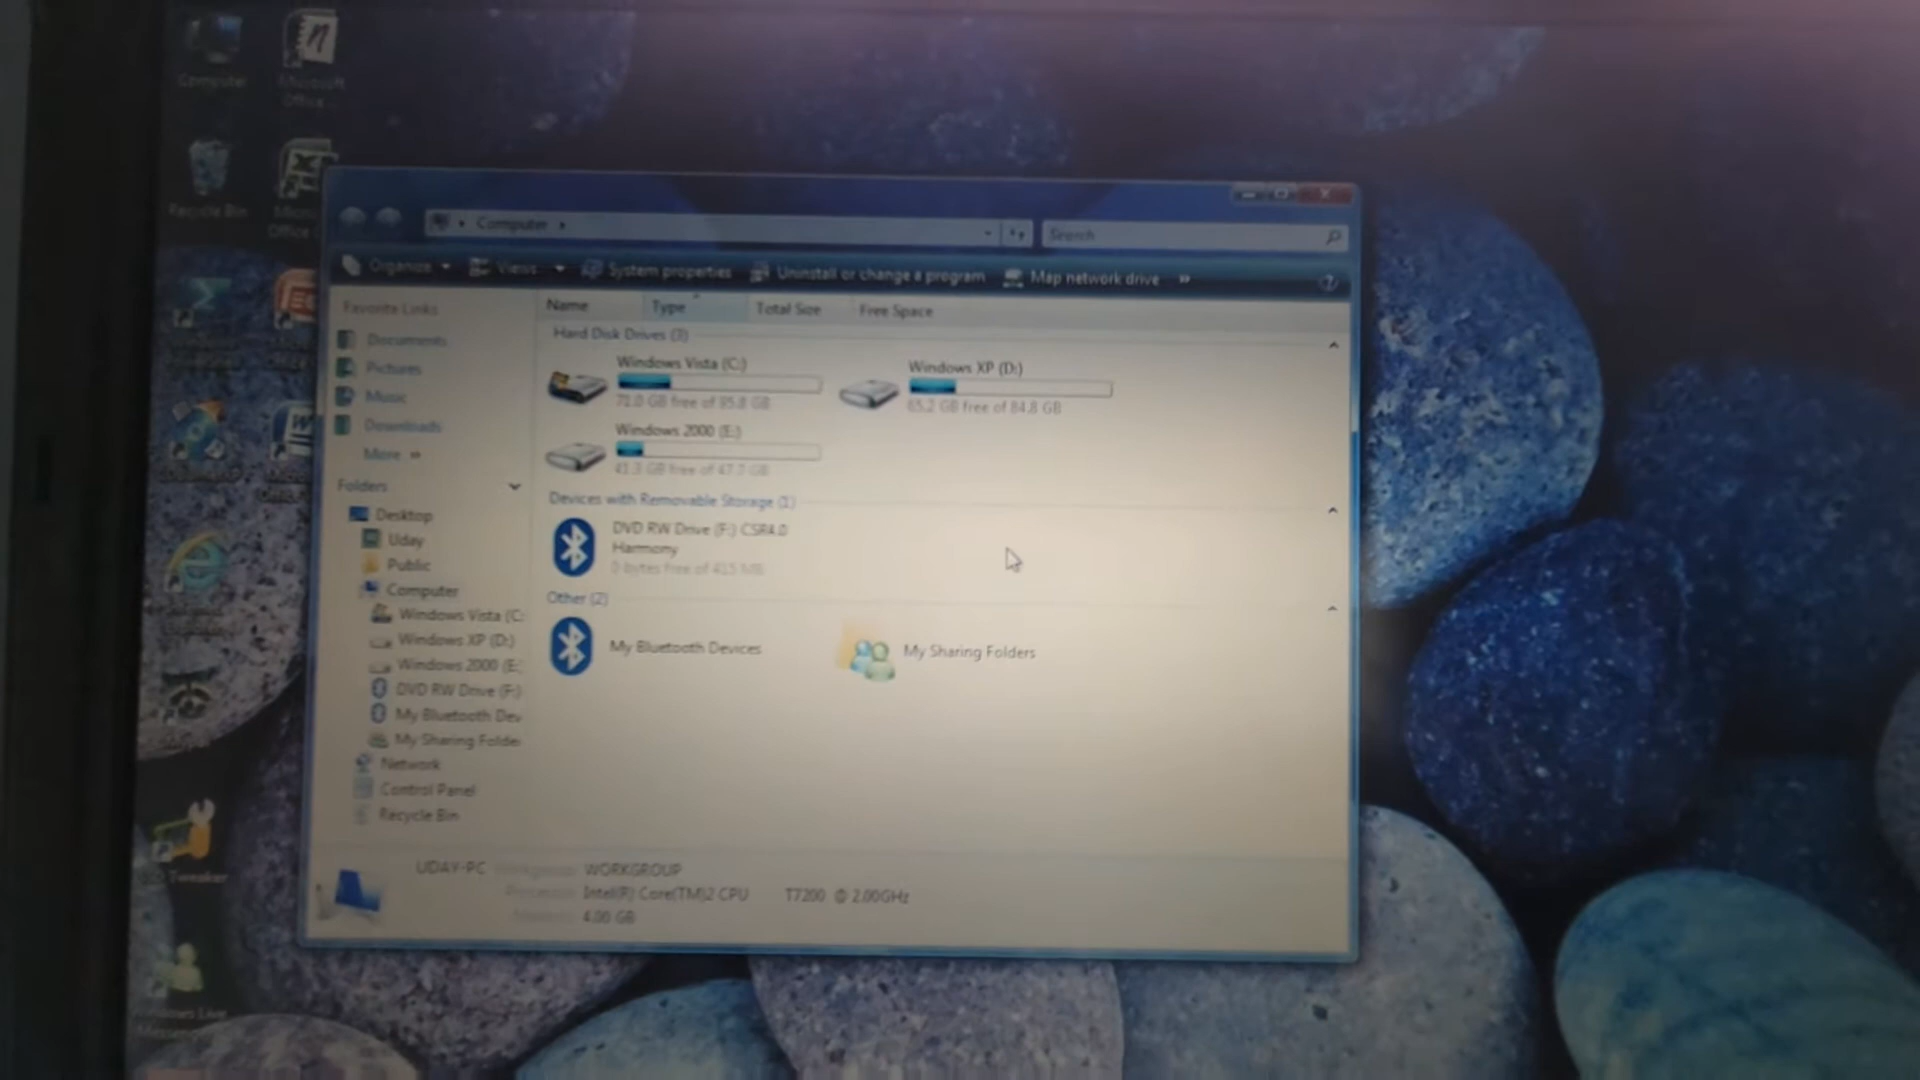 Computer
Microsoft
Office
Recycle Bin
Office
Computer
Search
Organize
Views
System properties
Uninstall or change a program
Map network drive
»
Favorite Links
Documents
Pictures
Music
Downloads
More »
Folders
Desktop
Uday
Public
Computer
Windows Vista (C:
Windows XP (D:)
Windows 2000 (E:
DVD RW Drive (F:)
My Bluetooth Dev
My Sharing Folde
Network
Control Panel
Recycle Bin
Name Type Total Size Free Space
Hard Disk Drives (3)
Windows Vista (C:)
71.0 GB free of 95.8 GB
Windows XP (D:)
65.2 GB free of 84.8 GB
Windows 2000 (E:)
41.3 GB free of 47.7 GB
Devices with Removable Storage (1)
DVD RW Drive (F:) CSR4.0
Harmony
0 bytes free of 415 MB
Other (2)
My Bluetooth Devices
My Sharing Folders
UDAY-PC WORKGROUP
Intel(R) Core(TM)2 CPU T7200 @ 2.00GHz
4.00 GB
Tweaker
Windows Live